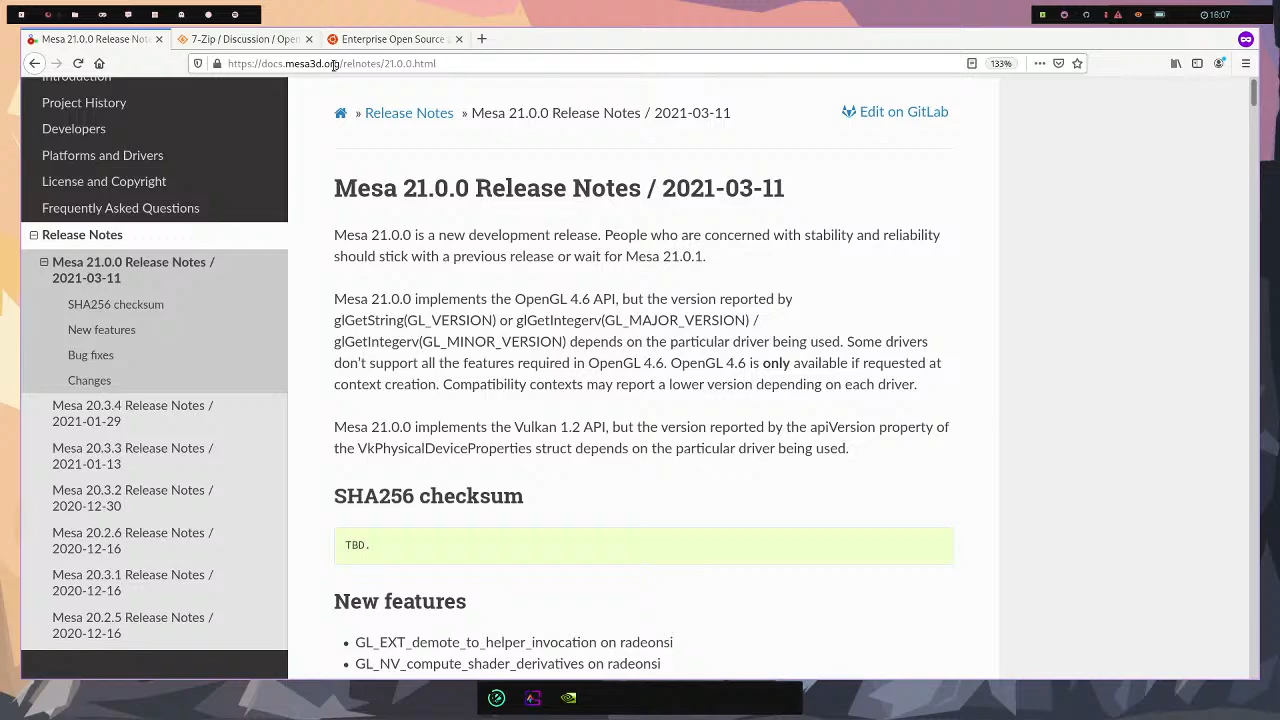 16:07
Mesa 21.0.0 Release Note
7-Zip / Discussion / Open
Enterprise Open Source
https://docs.mesa3d.org/relnotes/21.0.0.html
133%
Introduction
Project History
Developers
Platforms and Drivers
License and Copyright
Frequently Asked Questions
Release Notes
Mesa 21.0.0 Release Notes /
2021-03-11
SHA256 checksum
New features
Bug fixes
Changes
Mesa 20.3.4 Release Notes /
2021-01-29
Mesa 20.3.3 Release Notes /
2021-01-13
Mesa 20.3.2 Release Notes /
2020-12-30
Mesa 20.2.6 Release Notes /
2020-12-16
Mesa 20.3.1 Release Notes /
2020-12-16
Mesa 20.2.5 Release Notes /
2020-12-16
» Release Notes » Mesa 21.0.0 Release Notes / 2021-03-11
Edit on GitLab
Mesa 21.0.0 Release Notes / 2021-03-11
Mesa 21.0.0 is a new development release. People who are concerned with stability and reliability
should stick with a previous release or wait for Mesa 21.0.1.
Mesa 21.0.0 implements the OpenGL 4.6 API, but the version reported by
glGetString(GL_VERSION) or glGetIntegerv(GL_MAJOR_VERSION) /
glGetIntegerv(GL_MINOR_VERSION) depends on the particular driver being used. Some drivers
don't support all the features required in OpenGL 4.6. OpenGL 4.6 is only available if requested at
context creation. Compatibility contexts may report a lower version depending on each driver.
Mesa 21.0.0 implements the Vulkan 1.2 API, but the version reported by the apiVersion property of
the VkPhysicalDeviceProperties struct depends on the particular driver being used.
SHA256 checksum
TBD.
New features
• GL_EXT_demote_to_helper_invocation on radeonsi
• GL_NV_compute_shader_derivatives on radeonsi